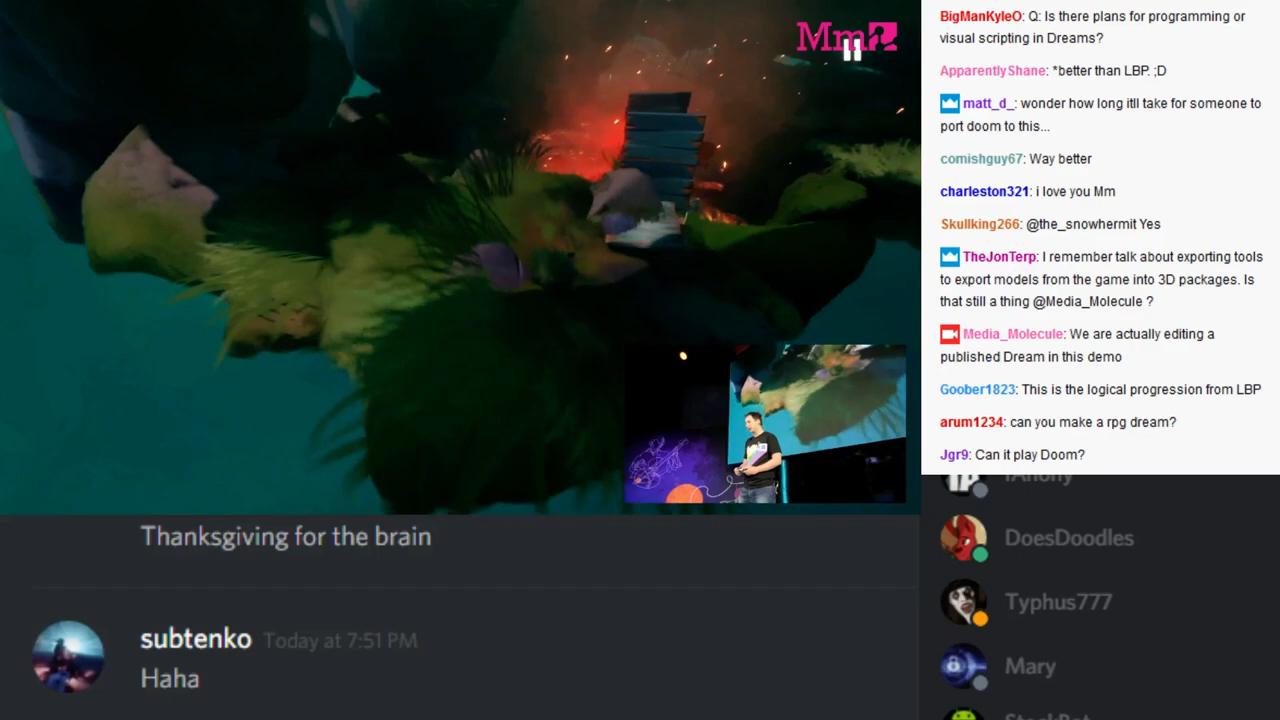 Mm
BigManKyleO: Q: Is there plans for programming or
visual scripting in Dreams?
ApparentlyShane: *better than LBP. ;D
matt_d_: wonder how long itll take for someone to
port doom to this...
comishguy67: Way better
charleston321: i love you Mm
Skullking266: @the_snowhermit Yes
TheJonTerp: I remember talk about exporting tools
to export models from the game into 3D packages. Is
that still a thing @Media_Molecule ?
Media_Molecule: We are actually editing a
published Dream in this demo
Goober1823: This is the logical progression from LBP
arum1234: can you make a rpg dream?
Jgr9: Can it play Doom?
DoesDoodles
Typhus777
Mary
Thanksgiving for the brain
subtenko Today at 7:51 PM
Haha